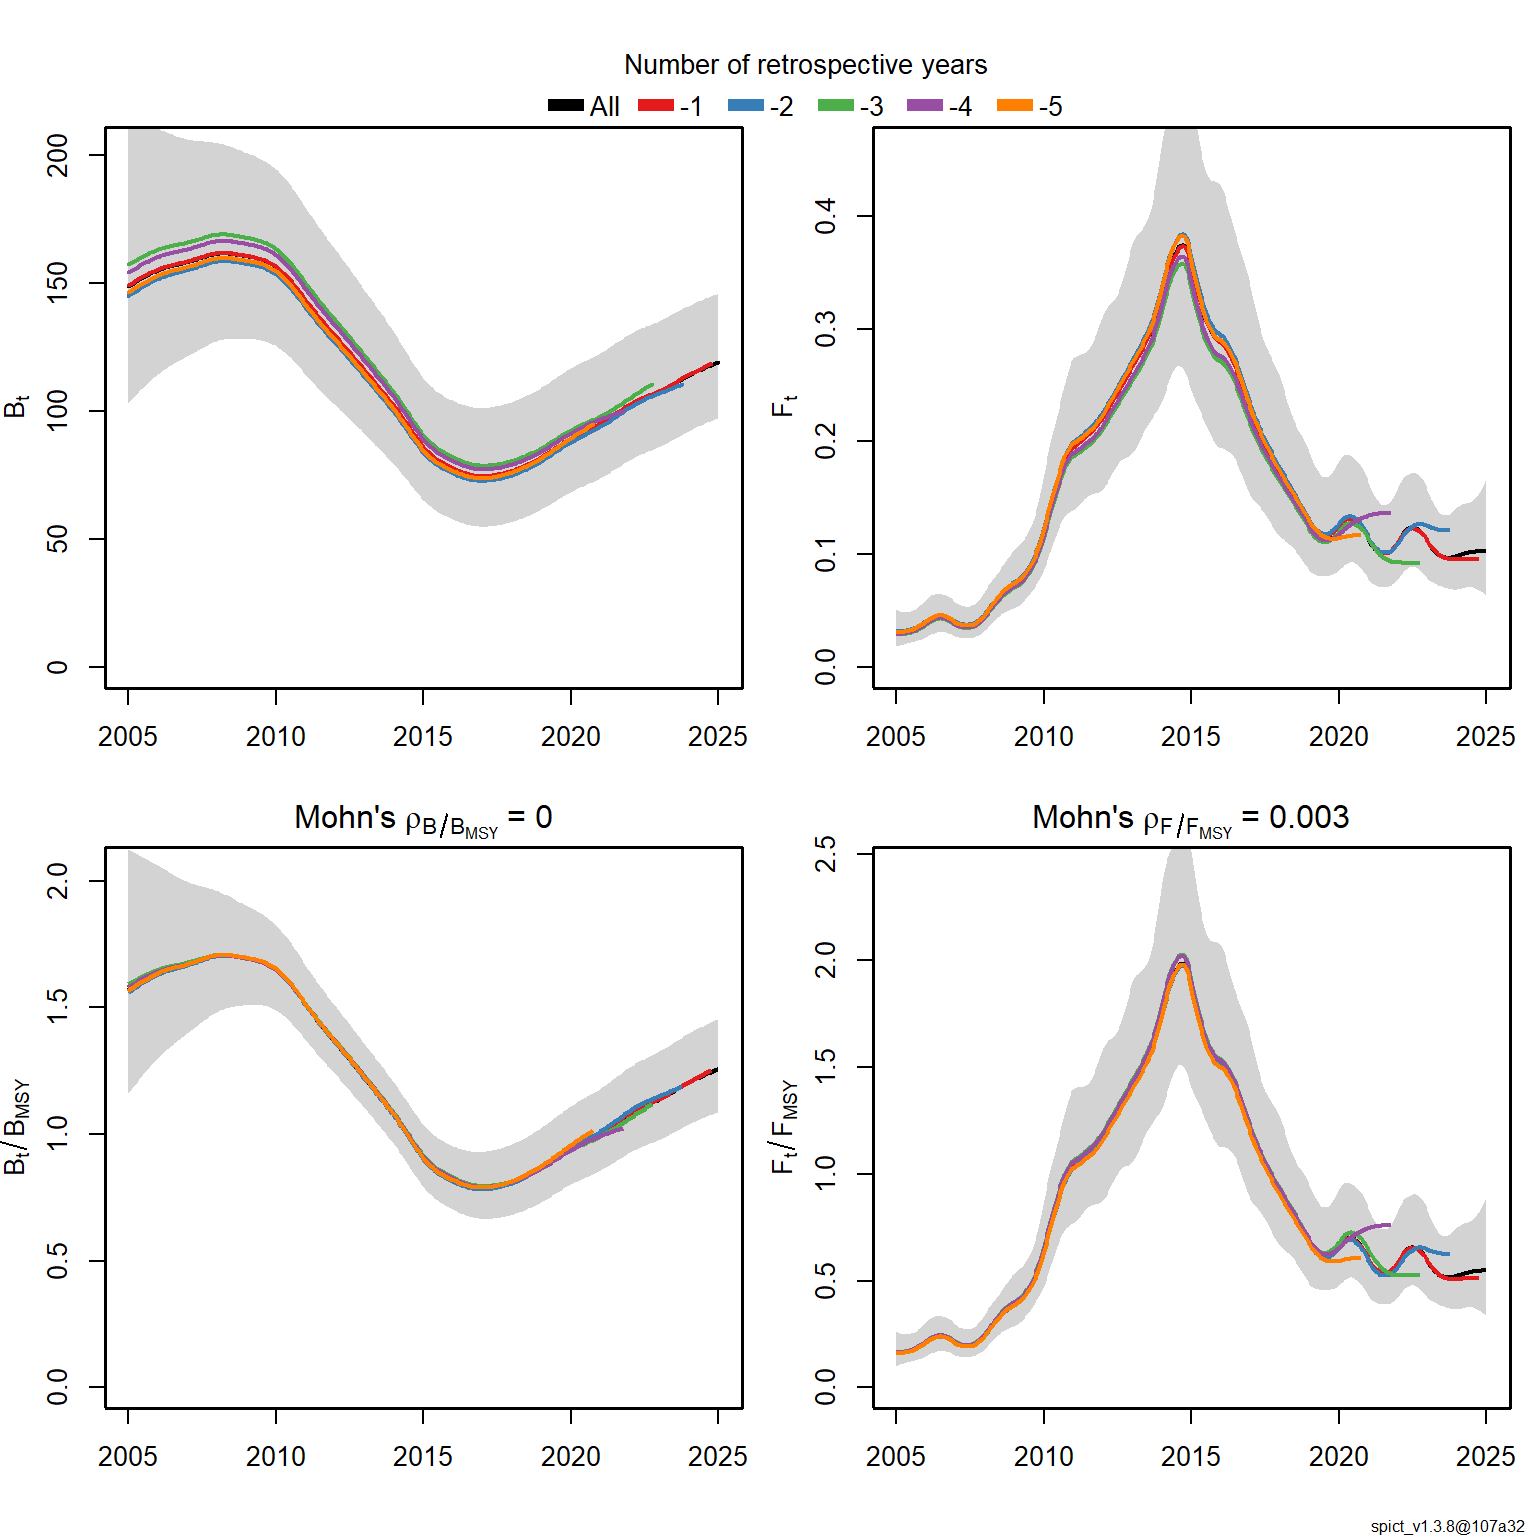 Number of retrospective years
All -1 -2 -3 -4 -5
200
150
100
50
0
Bt
2005 2010 2015 2020 2025
0.4
0.3
0.2
0.1
0.0
Ft
2005 2010 2015 2020 2025
Mohn's ρB/BMSY = 0
2.0
1.5
1.0
0.5
0.0
Bt/BMSY
2005 2010 2015 2020 2025
Mohn's ρF/FMSY = 0.003
2.5
2.0
1.5
1.0
0.5
0.0
Ft/FMSY
2005 2010 2015 2020 2025
spict_v1.3.8@107a32